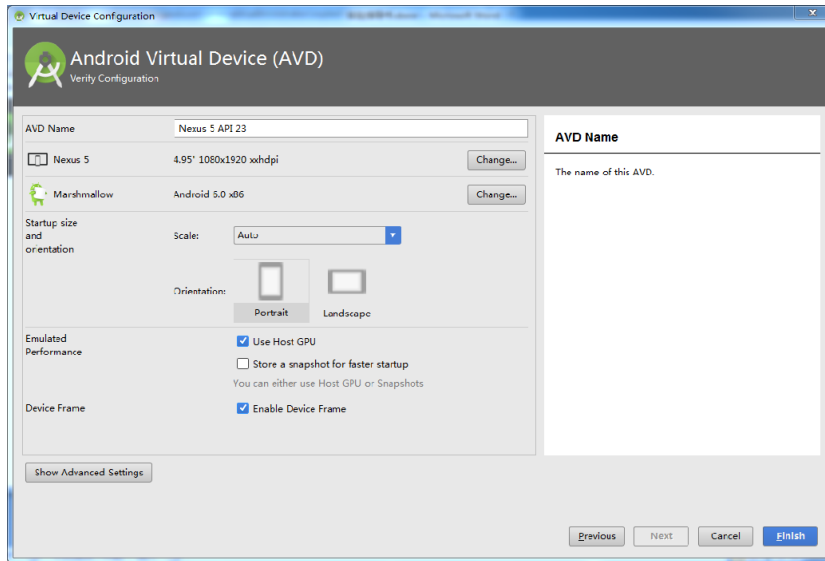 Virtual Device Configuration
Android Virtual Device (AVD)
Verify Configuration
AVD Name
Nexus 5 API 23
Nexus 5
4.95" 1080x1920 xxhdpi
Change...
Marshmallow
Android 6.0 x86
Change...
Startup size
and
orientation
Scale:
Auto
Orientation:
Portrait
Landscape
Emulated
Performance
Use Host GPU
Store a snapshot for faster startup
You can either use Host GPU or Snapshots
Device Frame
Enable Device Frame
Show Advanced Settings
AVD Name
The name of this AVD.
Previous
Next
Cancel
Finish